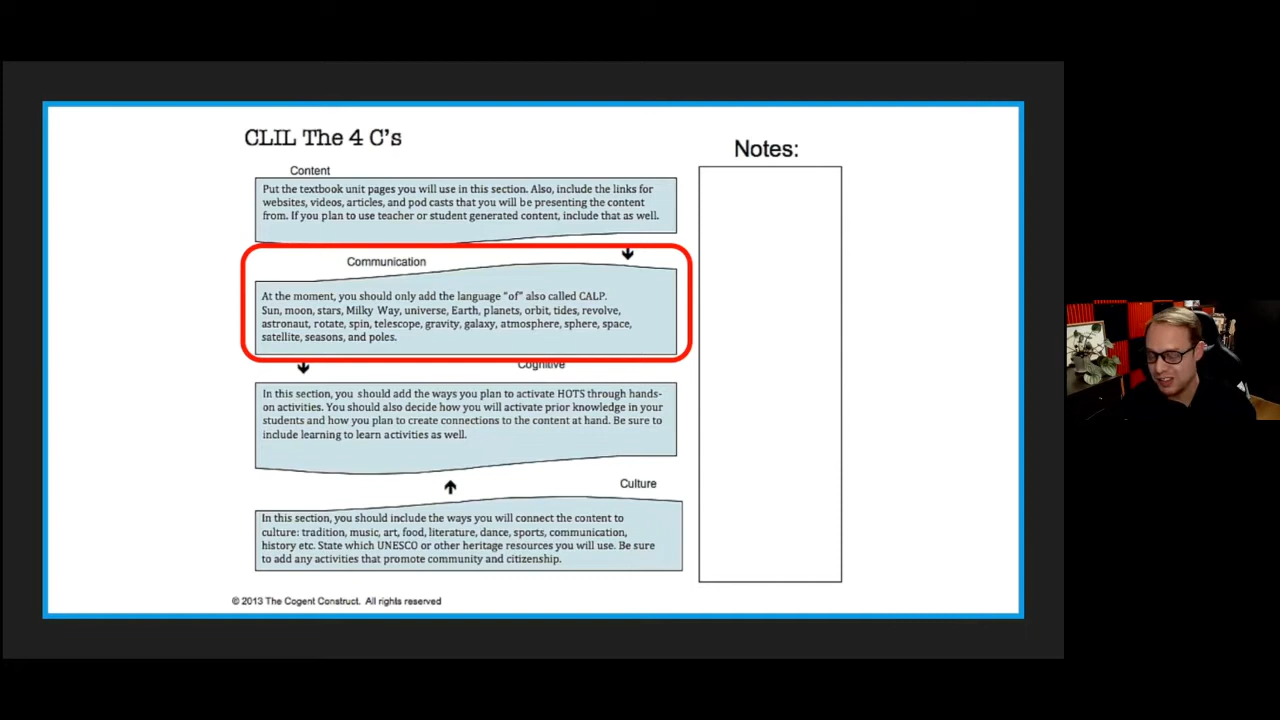 CLIL The 4 C's
Notes:
Content
Put the textbook unit pages you will use in this section. Also, include the links for
websites, videos, articles, and pod casts that you will be presenting the content
from. If you plan to use teacher or student generated content, include that as well.
Communication
At the moment, you should only add the language "of" also called CALP.
Sun, moon, stars, Milky Way, universe, Earth, planets, orbit, tides, revolve,
astronaut, rotate, spin, telescope, gravity, galaxy, atmosphere, sphere, space,
satellite, seasons, and poles.
Cognitive
In this section, you should add the ways you plan to activate HOTS through hands-
on activities. You should also decide how you will activate prior knowledge in your
students and how you plan to create connections to the content at hand. Be sure to
include learning to learn activities as well.
Culture
In this section, you should include the ways you will connect the content to
culture: tradition, music, art, food, literature, dance, sports, communication,
history etc. State which UNESCO or other heritage resources you will use. Be sure
to add any activities that promote community and citizenship.
© 2013 The Cogent Construct. All rights reserved